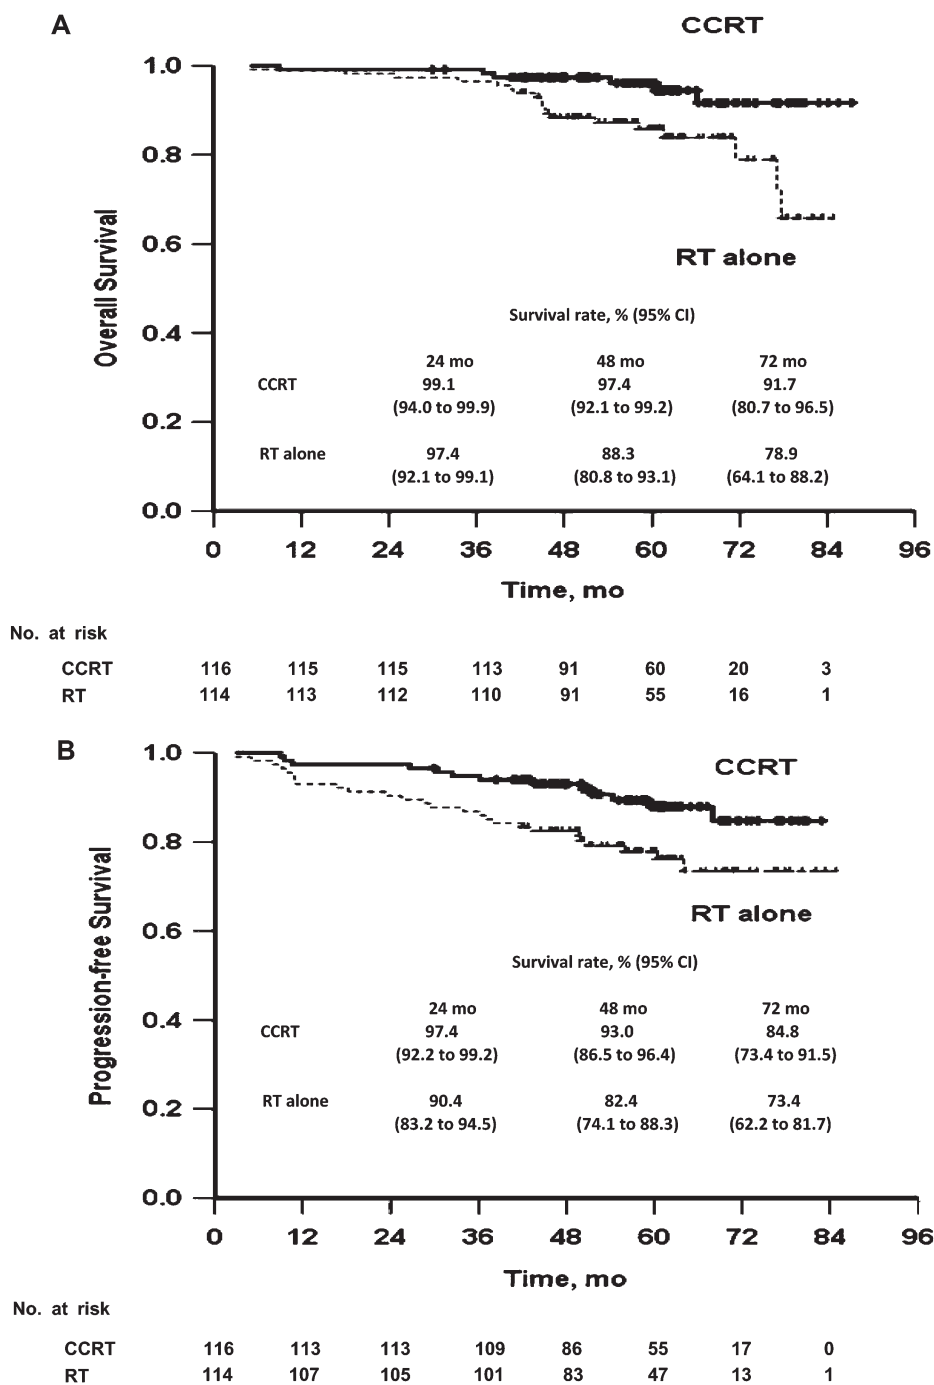 A
CCRT
1.0
0.8
0.6
0.4
0.2
0.0
Overall Survival
RT alone
Survival rate, % (95% CI)
24 mo 48 mo 72 mo
CCRT 99.1 97.4 91.7
(94.0 to 99.9) (92.1 to 99.2) (80.7 to 96.5)
RT alone 97.4 88.3 78.9
(92.1 to 99.1) (80.8 to 93.1) (64.1 to 88.2)
0 12 24 36 48 60 72 84 96
Time, mo
No. at risk
CCRT 116 115 115 113 91 60 20 3
RT 114 113 112 110 91 55 16 1
B
CCRT
1.0
0.8
0.6
0.4
0.2
0.0
Progression-free Survival
RT alone
Survival rate, % (95% CI)
24 mo 48 mo 72 mo
CCRT 97.4 93.0 84.8
(92.2 to 99.2) (86.5 to 96.4) (73.4 to 91.5)
RT alone 90.4 82.4 73.4
(83.2 to 94.5) (74.1 to 88.3) (62.2 to 81.7)
0 12 24 36 48 60 72 84 96
Time, mo
No. at risk
CCRT 116 113 113 109 86 55 17 0
RT 114 107 105 101 83 47 13 1